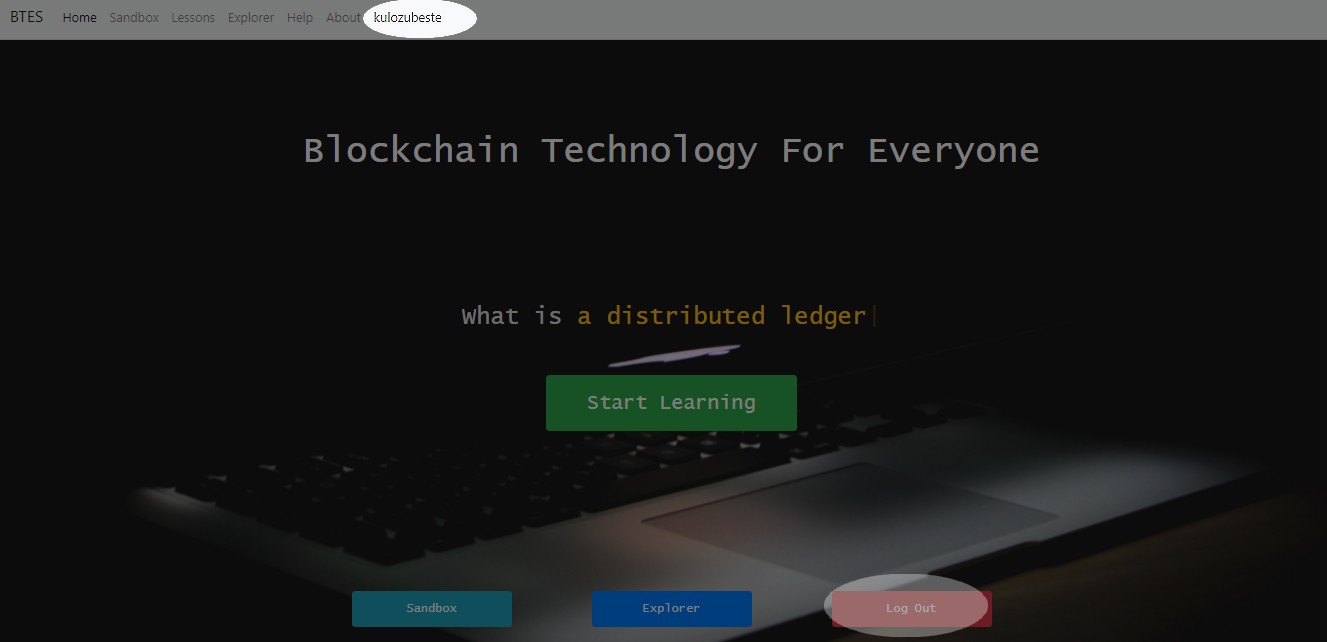 BTES Home Sandbox Lessons Explorer Help About kulozubeste
Blockchain Technology For Everyone
What is a distributed ledger
Start Learning
Sandbox Explorer Log Out